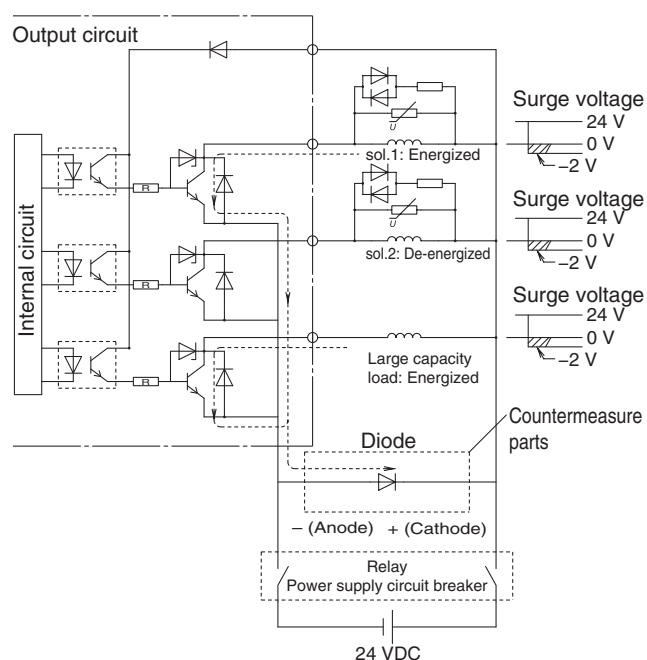 Output circuit
Internal circuit
R
R
R
U
sol.1: Energized
U
sol.2: De-energized
Large capacity
load: Energized
Surge voltage
24 V
0 V
–2 V
Surge voltage
24 V
0 V
–2 V
Surge voltage
24 V
0 V
–2 V
Countermeasure
parts
Diode
– (Anode) + (Cathode)
Relay
Power supply circuit breaker
24 VDC